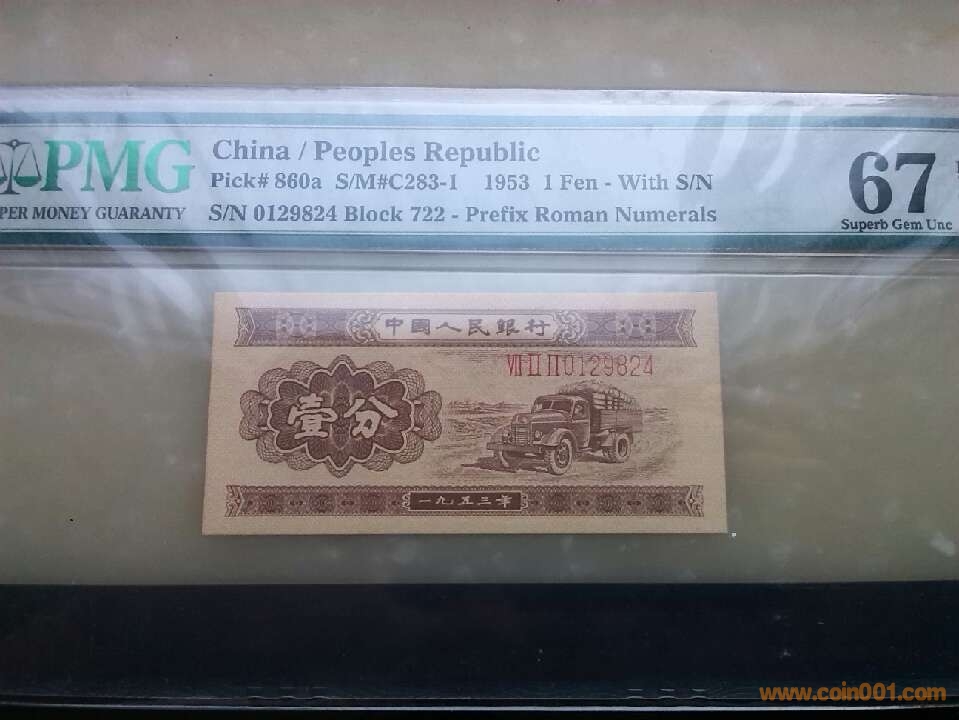 PMG
PER MONEY GUARANTY
China / Peoples Republic
Pick# 860a S/M#C283-1 1953 1 Fen - With S/N
S/N 0129824 Block 722 - Prefix Roman Numerals
67
Superb Gem Unc
中國人民銀行
VII II II 0129824
壹分
一九五三年
www.coin001.com